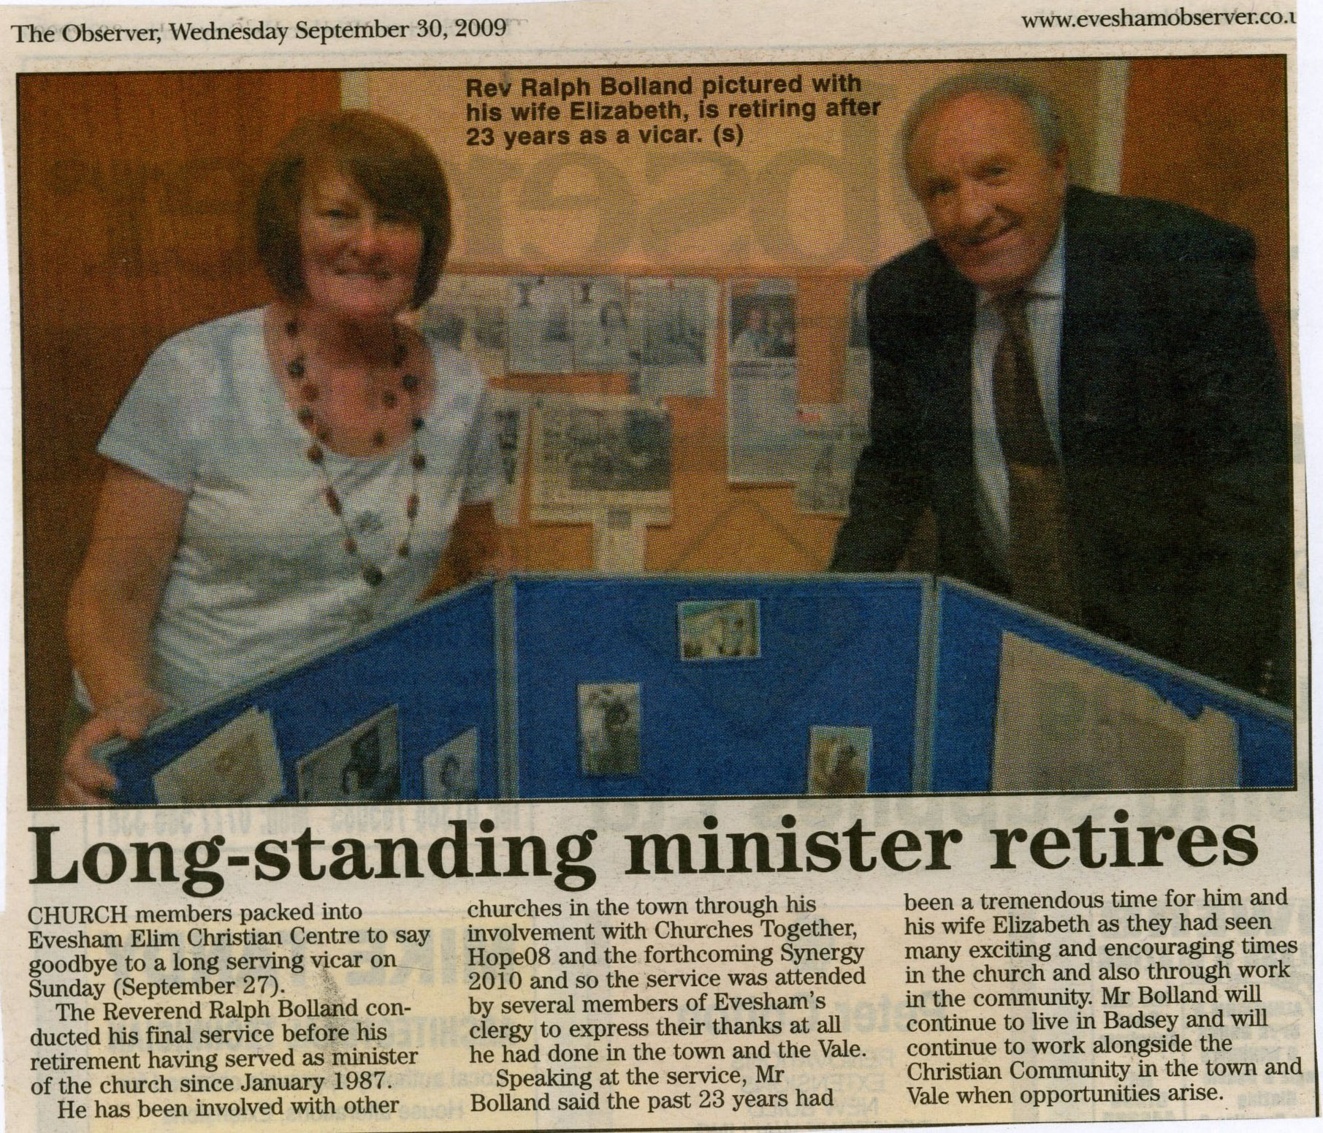 The Observer, Wednesday September 30, 2009
www.eveshamobserver.co.u
Rev Ralph Bolland pictured with
his wife Elizabeth, is retiring after
23 years as a vicar. (s)
Long-standing minister retires
CHURCH members packed into
Evesham Elim Christian Centre to say
goodbye to a long serving vicar on
Sunday (September 27).
The Reverend Ralph Bolland con-
ducted his final service before his
retirement having served as minister
of the church since January 1987.
He has been involved with other
churches in the town through his
involvement with Churches Together,
Hope08 and the forthcoming Synergy
2010 and so the service was attended
by several members of Evesham's
clergy to express their thanks at all
he had done in the town and the Vale.
Speaking at the service, Mr
Bolland said the past 23 years had
been a tremendous time for him and
his wife Elizabeth as they had seen
many exciting and encouraging times
in the church and also through work
in the community. Mr Bolland will
continue to live in Badsey and will
continue to work alongside the
Christian Community in the town and
Vale when opportunities arise.